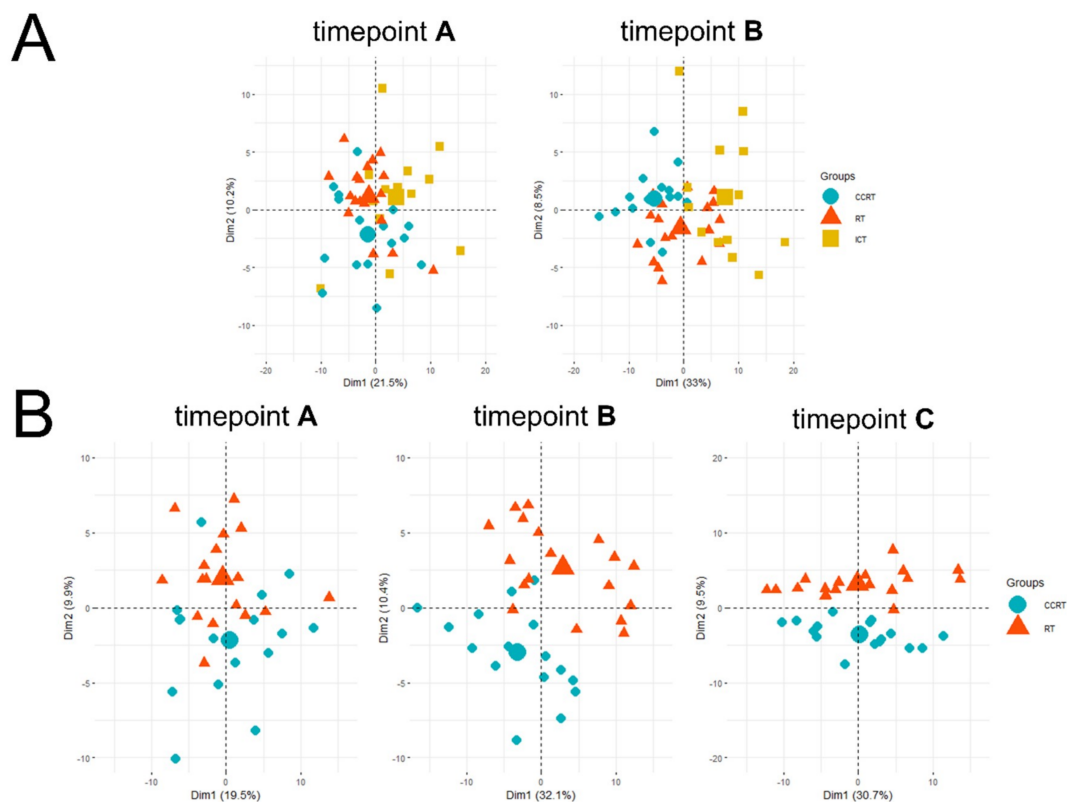 A
timepoint A
timepoint B
10
5
0
-5
-10
-20
-10
0
10
20
Dim2 (10.2%)
Dim1 (21.5%)
10
5
0
-5
-10
-20
-10
0
10
20
Dim2 (8.5%)
Dim1 (33%)
Groups
CCRT
RT
ICT
B
timepoint A
timepoint B
timepoint C
10
5
0
-5
-10
-10
0
10
Dim2 (9.9%)
Dim1 (19.5%)
10
5
0
-5
-10
-10
0
10
Dim2 (10.4%)
Dim1 (32.1%)
20
10
0
-10
-20
-10
0
10
Dim2 (9.5%)
Dim1 (30.7%)
Groups
CCRT
RT